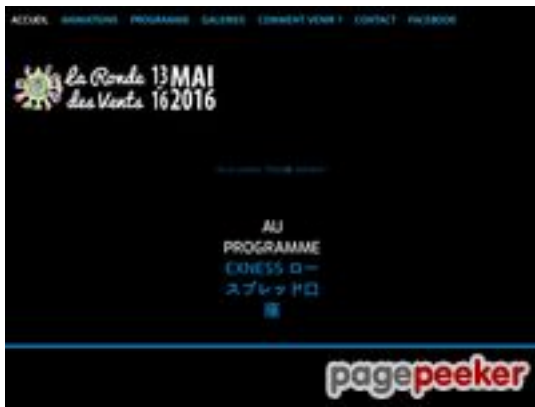 ACCUEIL ANIMATIONS PROGRAMME GALERIES COMMENT VENIR ? CONTACT FACEBOOK
La Ronde 13 MAI
des Vents 16 2016
AU
PROGRAMME
EXNESS ロー
スプレッド口
座
pagepeeker